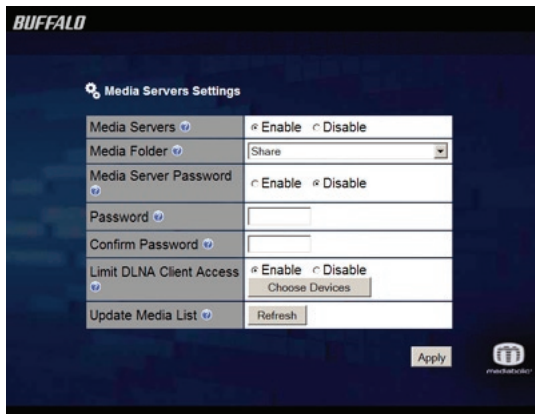 BUFFALO
Media Servers Settings
Media Servers
Enable Disable
Media Folder
Share
Media Server Password
Enable Disable
Password
Confirm Password
Limit DLNA Client Access
Enable Disable
Choose Devices
Update Media List
Refresh
Apply
mediabolic